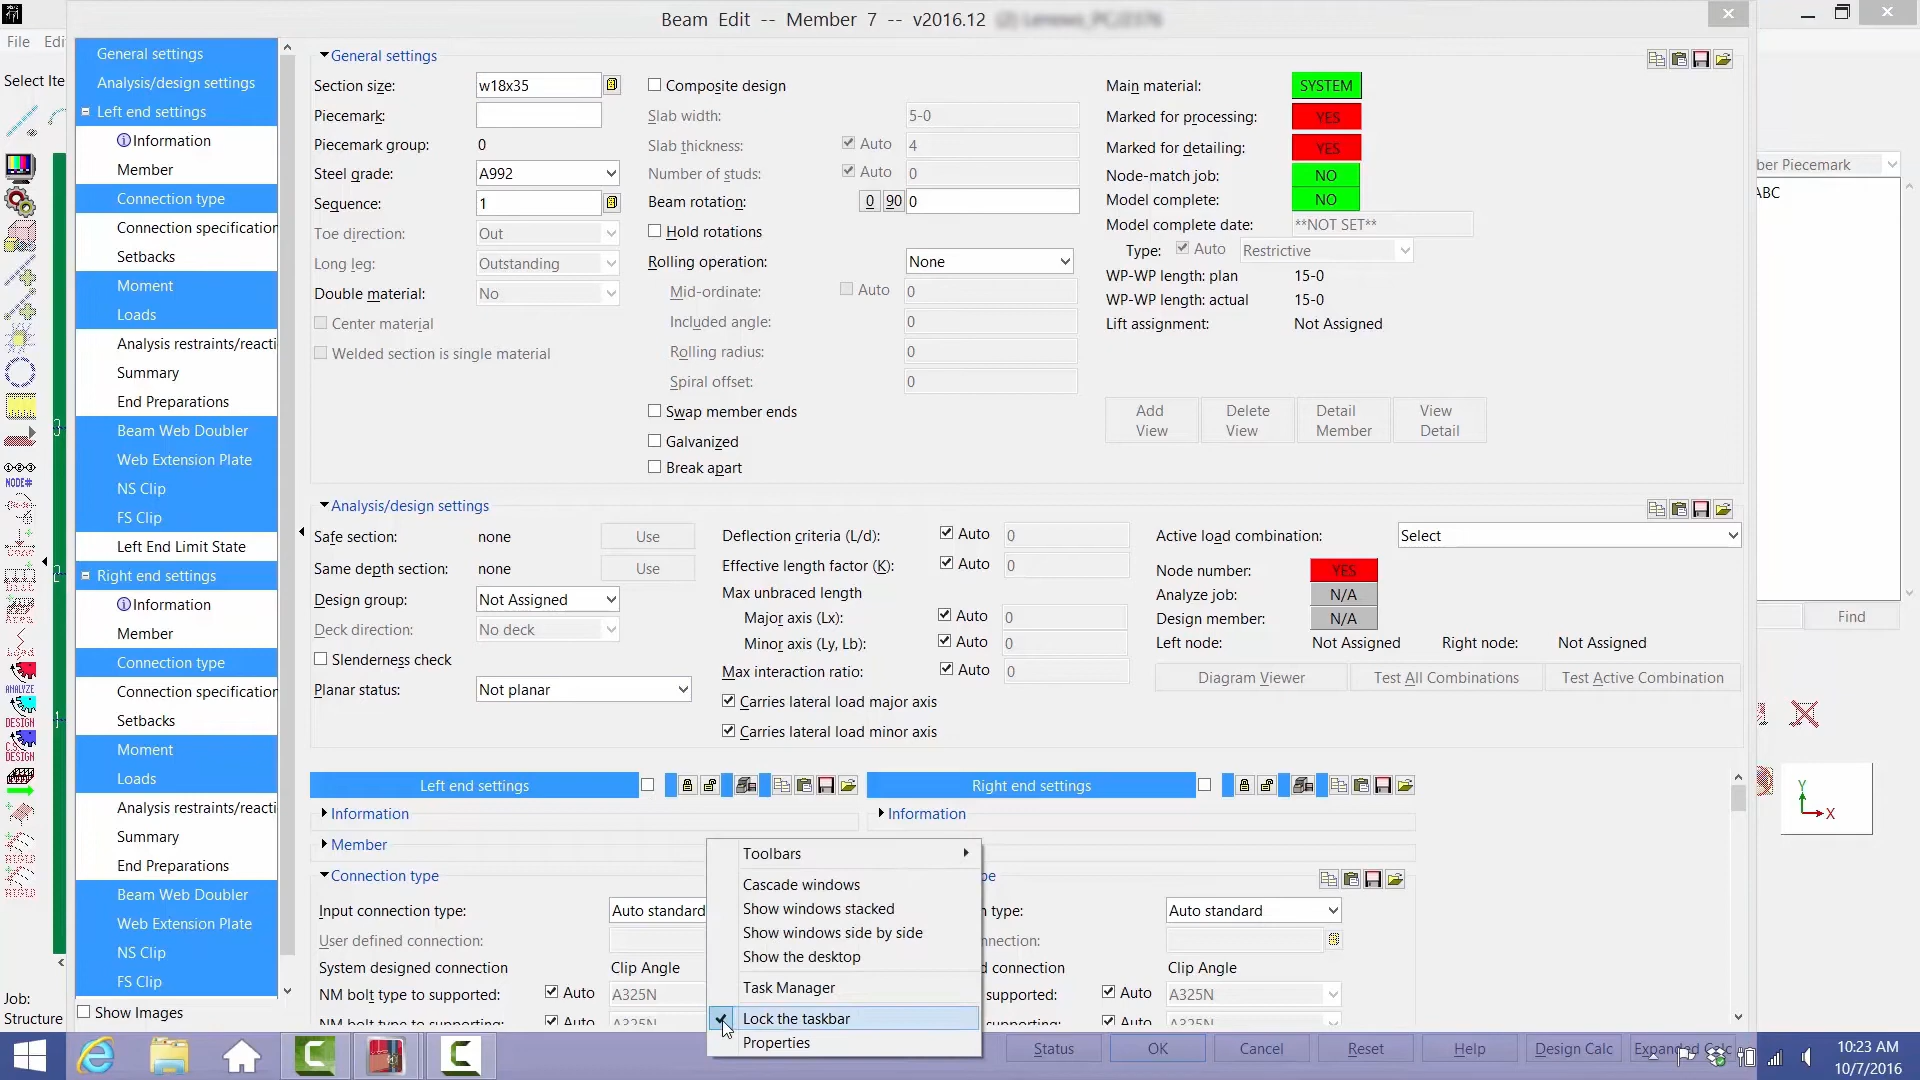 Beam Edit -- Member 7 -- v2016.12
File Edi
Select Ite
NODE#
ANALYZE
DESIGN
C.S.
DESIGN
Job:
Structure
General settings
Analysis/design settings
Left end settings
Information
Member
Connection type
Connection specification
Setbacks
Moment
Loads
Analysis restraints/reacti
Summary
End Preparations
Beam Web Doubler
Web Extension Plate
NS Clip
FS Clip
Left End Limit State
Right end settings
Information
Member
Connection type
Connection specification
Setbacks
Moment
Loads
Analysis restraints/reacti
Summary
End Preparations
Beam Web Doubler
Web Extension Plate
NS Clip
FS Clip
Show Images
General settings
Section size: w18x35
Piecemark:
Piecemark group: 0
Steel grade: A992
Sequence: 1
Toe direction: Out
Long leg: Outstanding
Double material: No
Center material
Welded section is single material
Composite design
Slab width: 5-0
Slab thickness: Auto 4
Number of studs: Auto 0
Beam rotation: 0 90 0
Hold rotations
Rolling operation: None
Mid-ordinate: Auto 0
Included angle: 0
Rolling radius: 0
Spiral offset: 0
Swap member ends
Galvanized
Break apart
Main material: SYSTEM
Marked for processing: YES
Marked for detailing: YES
Node-match job: NO
Model complete: NO
Model complete date: **NOT SET**
Type: Auto Restrictive
WP-WP length: plan 15-0
WP-WP length: actual 15-0
Lift assignment: Not Assigned
Add View Delete View Detail Member View Detail
Analysis/design settings
Safe section: none Use
Same depth section: none Use
Design group: Not Assigned
Deck direction: No deck
Slenderness check
Planar status: Not planar
Deflection criteria (L/d): Auto 0
Effective length factor (K): Auto 0
Max unbraced length
Major axis (Lx): Auto 0
Minor axis (Ly, Lb): Auto 0
Max interaction ratio: Auto 0
Carries lateral load major axis
Carries lateral load minor axis
Active load combination: Select
Node number: YES
Analyze job: N/A
Design member: N/A
Left node: Not Assigned Right node: Not Assigned
Diagram Viewer Test All Combinations Test Active Combination
Left end settings Right end settings
Information Information
Member
Connection type pe
Input connection type: Auto standard n type: Auto standard
User defined connection: nnection:
System designed connection Clip Angle d connection Clip Angle
NM bolt type to supported: Auto A325N supported: Auto A325N
NM bolt type to supporting: Auto A325N Auto A325N
Toolbars
Cascade windows
Show windows stacked
Show windows side by side
Show the desktop
Task Manager
Lock the taskbar
Properties
Status OK Cancel Reset Help Design Calc Expanded Calc
ber Piecemark
ABC
Find
Y
X
10:23 AM
10/7/2016